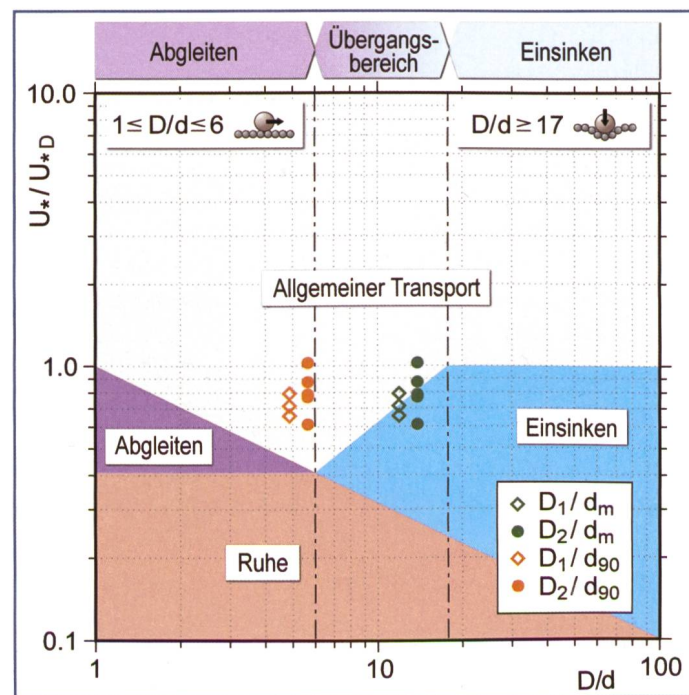 Abgleiten
Übergangs-
bereich
Einsinken
10.0
1 ≤ D/d ≤ 6
D/d ≥ 17
U* / U*D
Allgemeiner Transport
1.0
Abgleiten
Einsinken
D1 / dm
D2 / dm
D1 / d90
D2 / d90
Ruhe
0.1
1
10
100
D/d